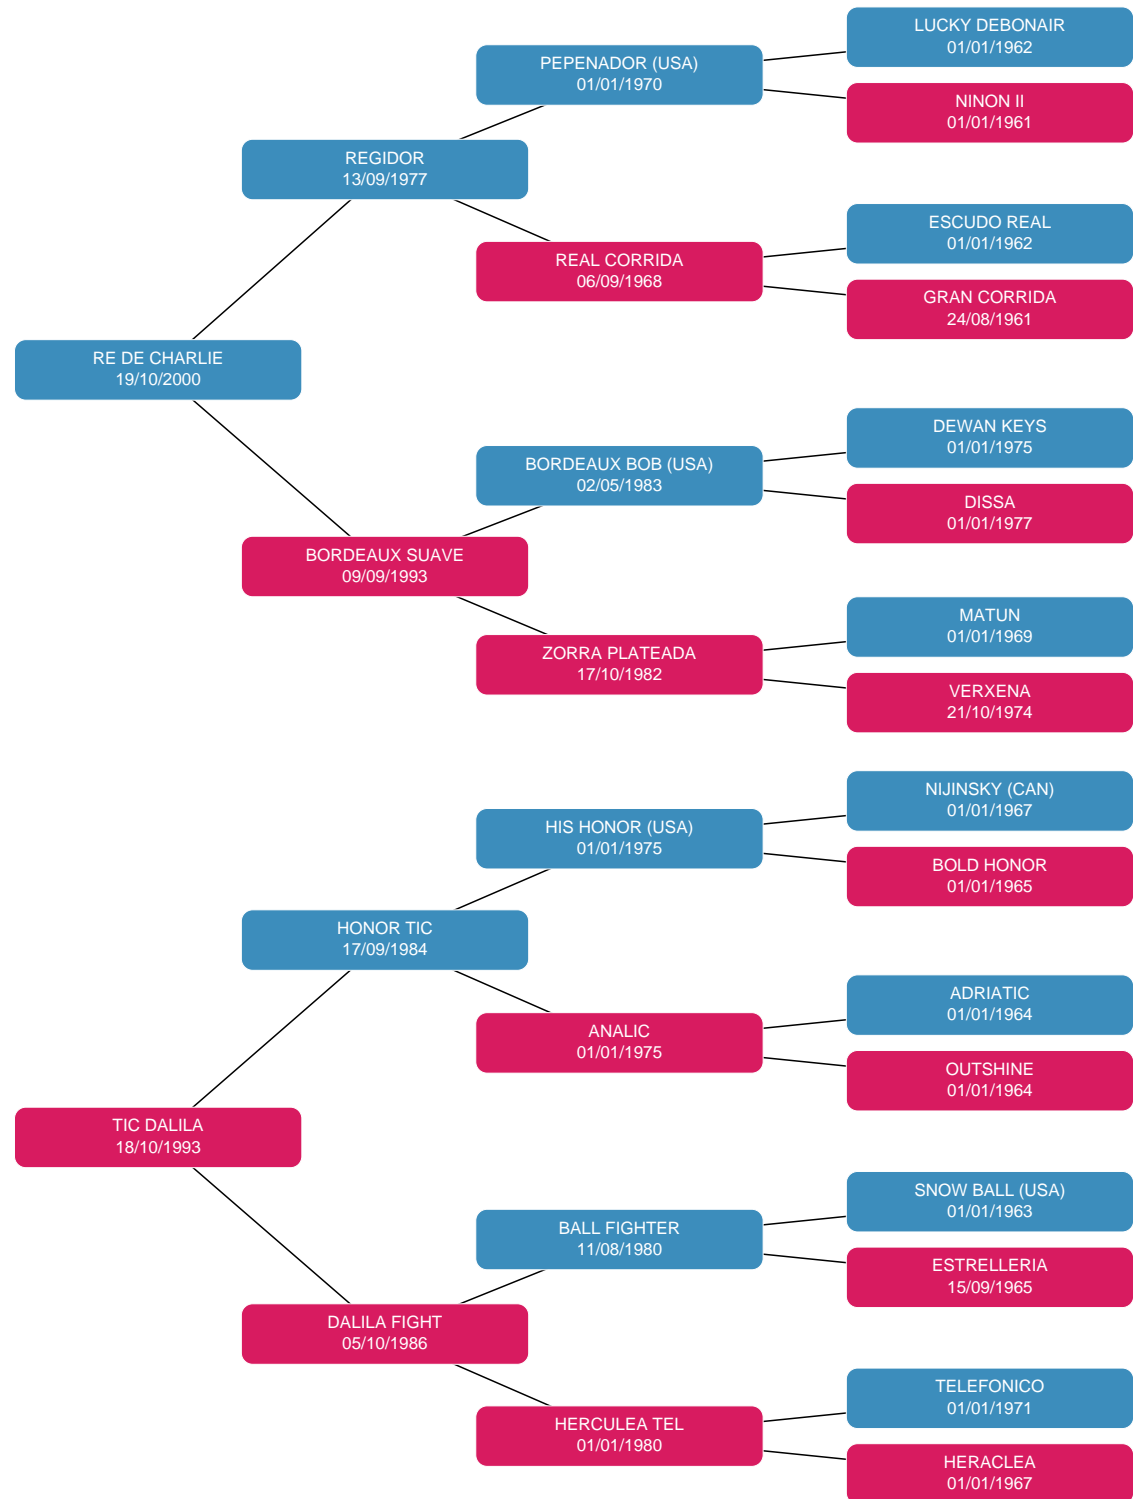 LUCKY DEBONAIR
01/01/1962
PEPENADOR (USA)
01/01/1970
NINON II
01/01/1961
REGIDOR
13/09/1977
ESCUDO REAL
01/01/1962
REAL CORRIDA
06/09/1968
GRAN CORRIDA
24/08/1961
RE DE CHARLIE
19/10/2000
DEWAN KEYS
01/01/1975
BORDEAUX BOB (USA)
02/05/1983
DISSA
01/01/1977
BORDEAUX SUAVE
09/09/1993
MATUN
01/01/1969
ZORRA PLATEADA
17/10/1982
VERXENA
21/10/1974
NIJINSKY (CAN)
01/01/1967
HIS HONOR (USA)
01/01/1975
BOLD HONOR
01/01/1965
HONOR TIC
17/09/1984
ADRIATIC
01/01/1964
ANALIC
01/01/1975
OUTSHINE
01/01/1964
TIC DALILA
18/10/1993
SNOW BALL (USA)
01/01/1963
BALL FIGHTER
11/08/1980
ESTRELLERIA
15/09/1965
DALILA FIGHT
05/10/1986
TELEFONICO
01/01/1971
HERCULEA TEL
01/01/1980
HERACLEA
01/01/1967